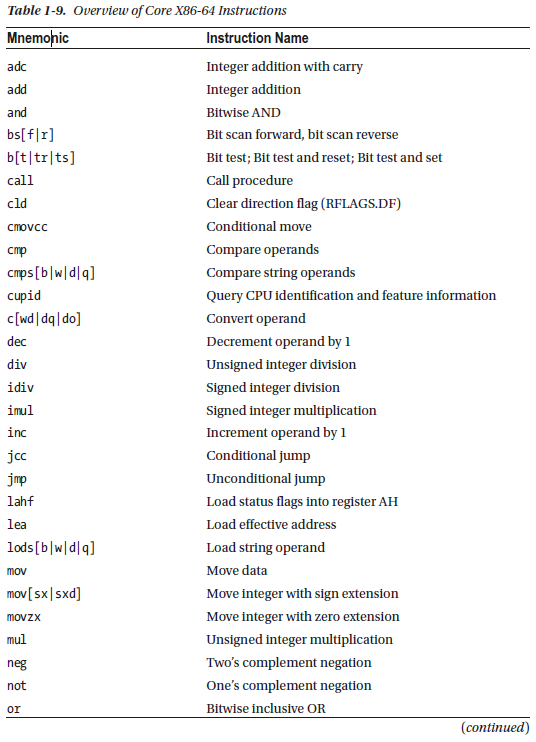 Table 1-9. Overview of Core X86-64 Instructions
Mnemonic Instruction Name
adc Integer addition with carry
add Integer addition
and Bitwise AND
bs[f|r] Bit scan forward, bit scan reverse
b[t|tr|ts] Bit test; Bit test and reset; Bit test and set
call Call procedure
cld Clear direction flag (RFLAGS.DF)
cmovcc Conditional move
cmp Compare operands
cmps[b|w|d|q] Compare string operands
cupid Query CPU identification and feature information
c[wd|dq|do] Convert operand
dec Decrement operand by 1
div Unsigned integer division
idiv Signed integer division
imul Signed integer multiplication
inc Increment operand by 1
jcc Conditional jump
jmp Unconditional jump
lahf Load status flags into register AH
lea Load effective address
lods[b|w|d|q] Load string operand
mov Move data
mov[sx|sxd] Move integer with sign extension
movzx Move integer with zero extension
mul Unsigned integer multiplication
neg Two's complement negation
not One's complement negation
or Bitwise inclusive OR
(continued)